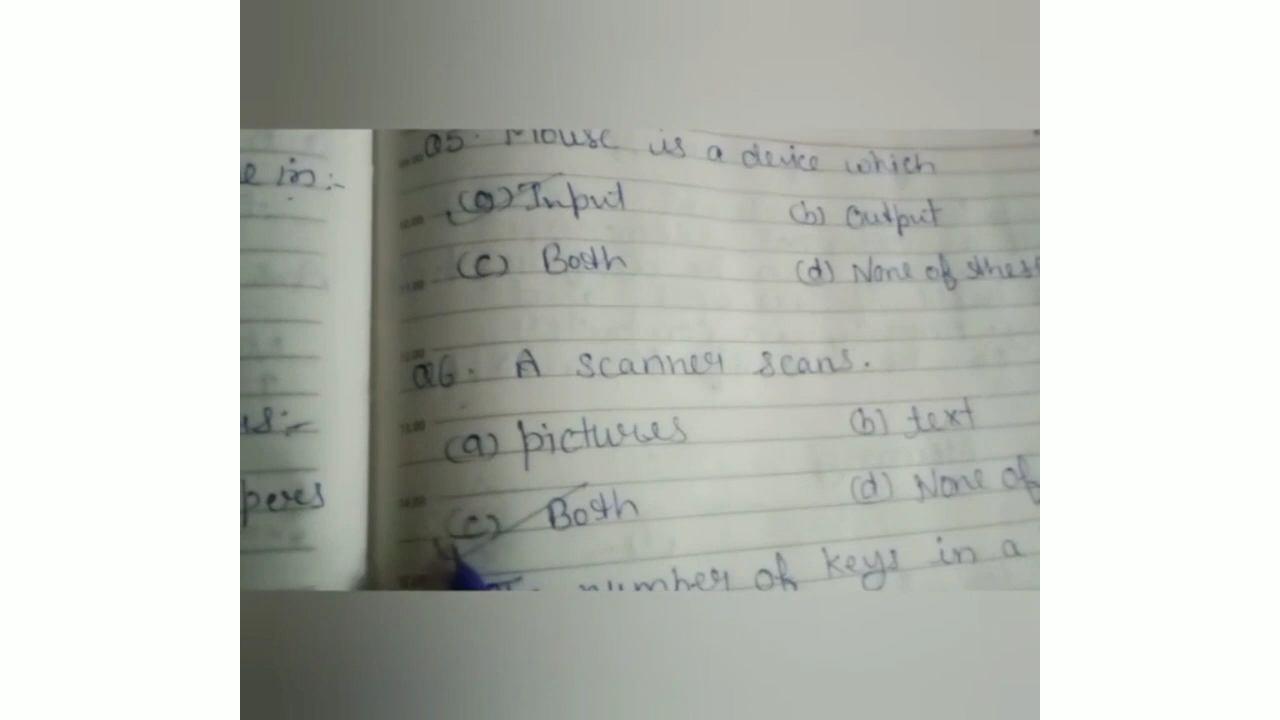 e in:-
s:-
Q5. Mouse is a device which
(a) Input (b) Output
(c) Both (d) None of these
Q6. A scanner scans.
(a) pictures (b) text
(c) Both (d) None of
number of keys in a